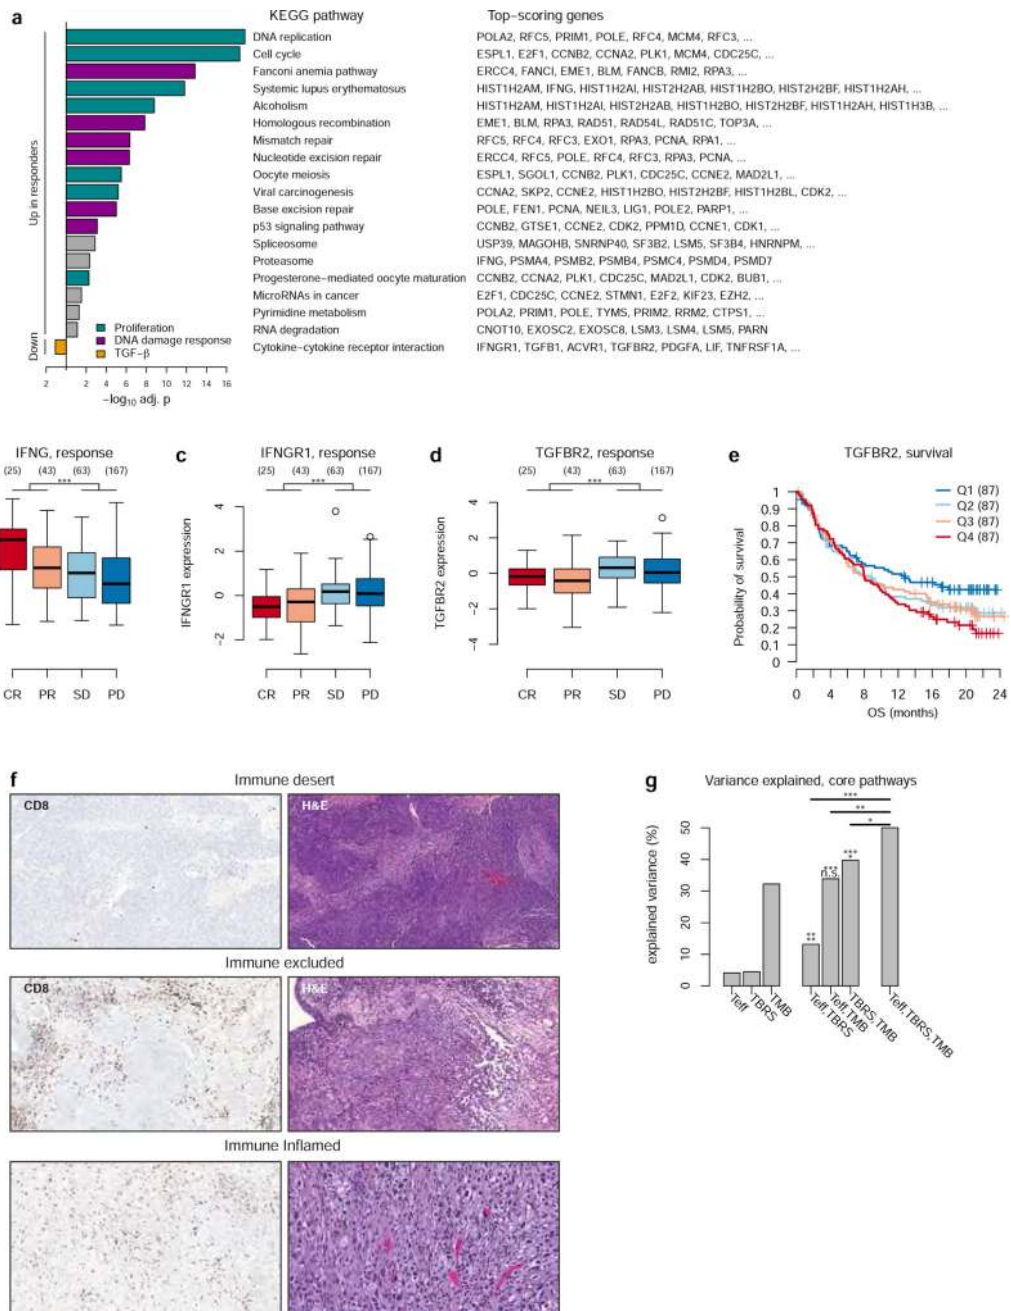 a
KEGG pathway Top-scoring genes
DNA replication POLA2, RFC5, PRIM1, POLE, RFC4, MCM4, RFC3, ...
Cell cycle ESPL1, E2F1, CCNB2, CCNA2, PLK1, MCM4, CDC25C, ...
Fanconi anemia pathway ERCC4, FANCI, EME1, BLM, FANCB, RMI2, RPA3, ...
Systemic lupus erythematosus HIST1H2AM, IFNG, HIST1H2AI, HIST2H2AB, HIST1H2BO, HIST2H2BF, HIST1H2AH, ...
Alcoholism HIST1H2AM, HIST1H2AI, HIST2H2AB, HIST1H2BO, HIST2H2BF, HIST1H2AH, HIST1H3B, ...
Homologous recombination EME1, BLM, RPA3, RAD51, RAD54L, RAD51C, TOP3A, ...
Mismatch repair RFC5, RFC4, RFC3, EXO1, RPA3, PCNA, RPA1, ...
Nucleotide excision repair ERCC4, RFC5, POLE, RFC4, RFC3, RPA3, PCNA, ...
Oocyte meiosis ESPL1, SGOL1, CCNB2, PLK1, CDC25C, CCNE2, MAD2L1, ...
Viral carcinogenesis CCNA2, SKP2, CCNE2, HIST1H2BO, HIST2H2BF, HIST1H2BL, CDK2, ...
Base excision repair POLE, FEN1, PCNA, NEIL3, LIG1, POLE2, PARP1, ...
p53 signaling pathway CCNB2, GTSE1, CCNE2, CDK2, PPM1D, CCNE1, CDK1, ...
Spliceosome USP39, MAGOHB, SNRNP40, SF3B2, LSM5, SF3B4, HNRNPM, ...
Proteasome IFNG, PSMA4, PSMB2, PSMB4, PSMC4, PSMD4, PSMD7
Progesterone-mediated oocyte maturation CCNB2, CCNA2, PLK1, CDC25C, MAD2L1, CDK2, BUB1, ...
MicroRNAs in cancer E2F1, CDC25C, CCNE2, STMN1, E2F2, KIF23, EZH2, ...
Pyrimidine metabolism POLA2, PRIM1, POLE, TYMS, PRIM2, RRM2, CTPS1, ...
RNA degradation CNOT10, EXOSC2, EXOSC8, LSM3, LSM4, LSM5, PARN
Cytokine-cytokine receptor interaction IFNGR1, TGFB1, ACVR1, TGFBR2, PDGFA, LIF, TNFRSF1A, ...
Up in responders
Down
Proliferation
DNA damage response
TGF-β
2 2 4 6 8 10 12 14 16
-log10 adj. p
IFNG, response
(25) (43) (63) (167)
***
CR PR SD PD
c
IFNGR1, response
(25) (43) (63) (167)
***
IFNGR1 expression
4
2
0
-2
CR PR SD PD
d
TGFBR2, response
(25) (43) (63) (167)
***
TGFBR2 expression
4
2
0
-2
-4
CR PR SD PD
e
TGFBR2, survival
Q1 (87)
Q2 (87)
Q3 (87)
Q4 (87)
Probability of survival
1
0.9
0.8
0.7
0.6
0.5
0.4
0.3
0.2
0.1
0
0 4 8 12 16 20 24
OS (months)
f
Immune desert
CD8 H&E
Immune excluded
CD8 H&E
Immune Inflamed
g
Variance explained, core pathways
***
**
*
explained variance (%)
50
40
30
20
10
0
**
**
***
n.s.
***
*
Teff
TBRS
TMB
Teff, TBRS
Teff, TMB
TBRS, TMB
Teff, TBRS, TMB